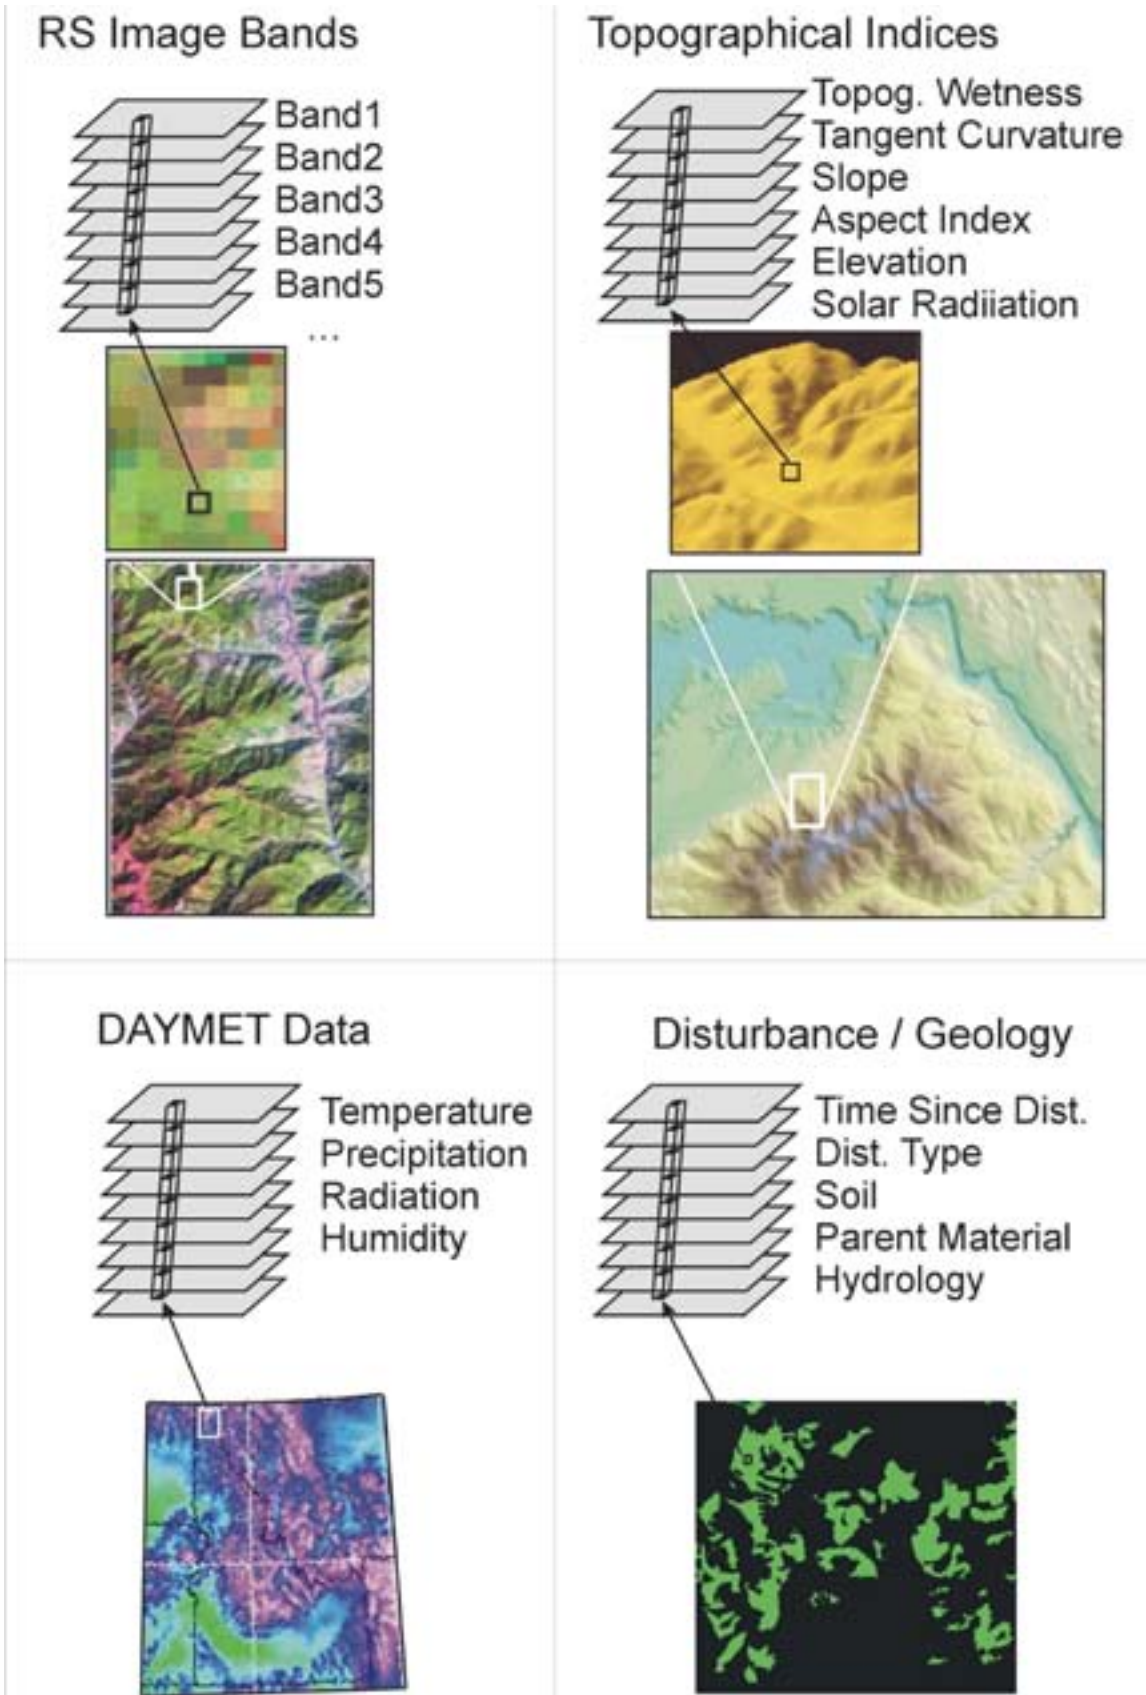 RS Image Bands
Band1
Band2
Band3
Band4
Band5
...
Topographical Indices
Topog. Wetness
Tangent Curvature
Slope
Aspect Index
Elevation
Solar Radiiation
DAYMET Data
Temperature
Precipitation
Radiation
Humidity
Disturbance / Geology
Time Since Dist.
Dist. Type
Soil
Parent Material
Hydrology